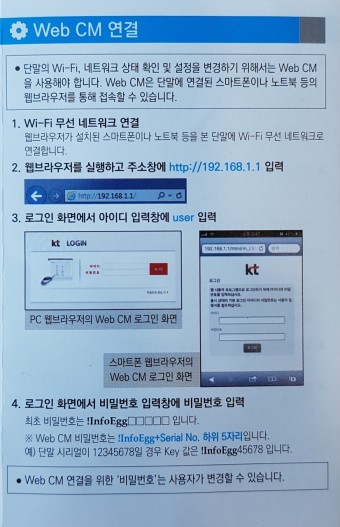 Web CM 연결
• 단말의 Wi-Fi, 네트워크 상태 확인 및 설정을 변경하기 위해서는 Web CM
을 사용해야 합니다. Web CM은 단말에 연결된 스마트폰이나 노트북 등의
웹브라우저를 통해 접속할 수 있습니다.
1. Wi-Fi 무선 네트워크 연결
웹브라우저가 설치된 스마트폰이나 노트북 등을 본 단말에 Wi-Fi 무선 네트워크로
연결합니다.
2. 웹브라우저를 실행하고 주소창에 http://192.168.1.1 입력
http://192.168.1.1/
3. 로그인 화면에서 아이디 입력창에 user 입력
kt LOGIN
PC 웹브라우저의 Web CM 로그인 화면
kt
로그인
스마트폰 웹브라우저의
Web CM 로그인 화면
4. 로그인 화면에서 비밀번호 입력창에 비밀번호 입력
최초 비밀번호는 !InfoEgg□□□□□ 입니다.
※ Web CM 비밀번호는 !InfoEgg+Serial No. 하위 5자리입니다.
예) 단말 시리얼이 12345678일 경우 Key 값은 !InfoEgg45678 입니다.
• Web CM 연결을 위한 '비밀번호'는 사용자가 변경할 수 있습니다.